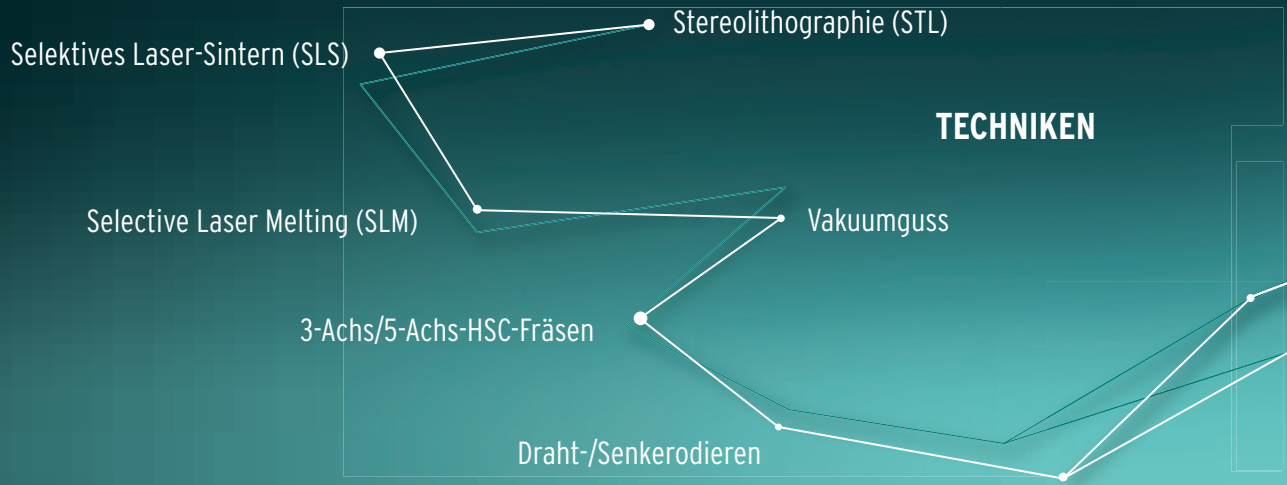 Stereolithographie (STL)
Selektives Laser-Sintern (SLS)
TECHNIKEN
Selective Laser Melting (SLM)
Vakuumguss
3-Achs/5-Achs-HSC-Fräsen
Draht-/Senkerodieren